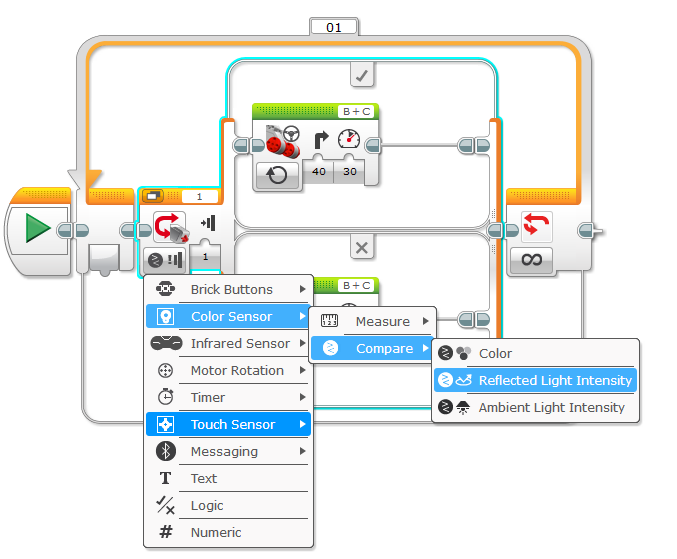 01
B + C
40 30
1
1
B + C
Brick Buttons
Color Sensor
Infrared Sensor
Motor Rotation
Timer
Touch Sensor
Messaging
T Text
Logic
# Numeric
123 Measure
Compare
Color
Reflected Light Intensity
Ambient Light Intensity